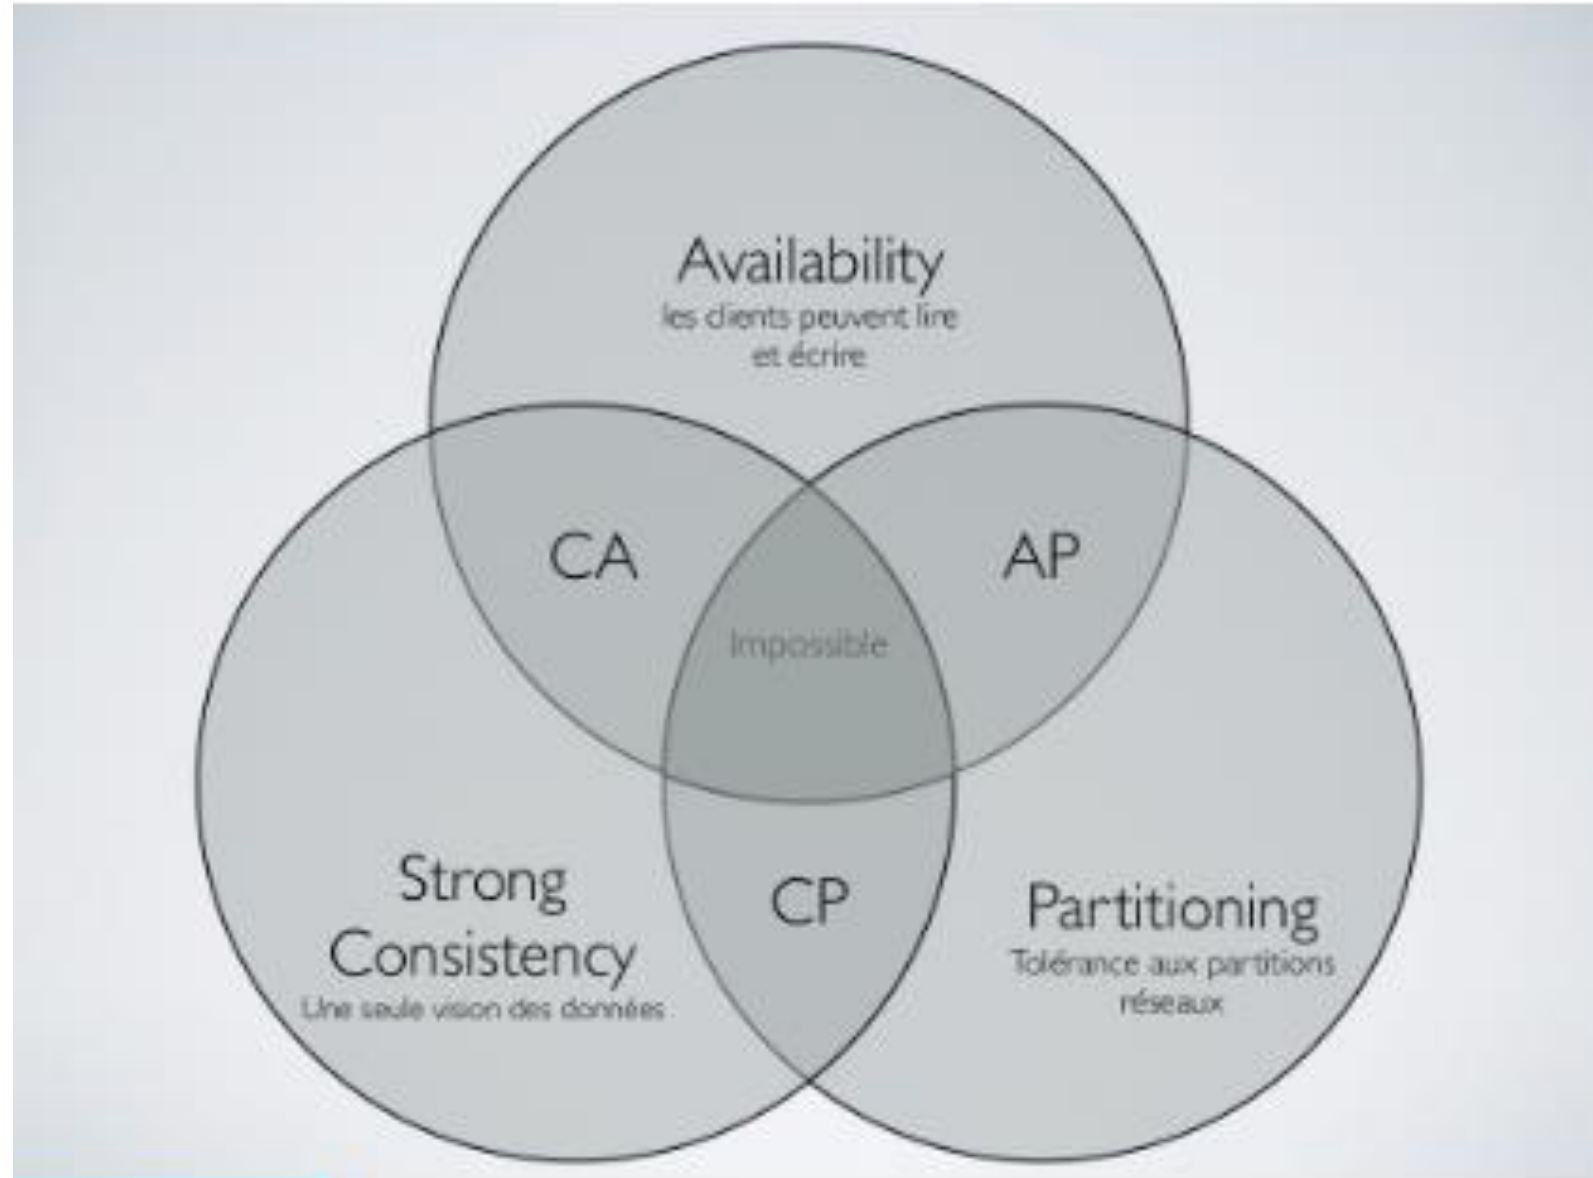 Availability
les clients peuvent lire
et écrire
CA
AP
Impossible
Strong
Consistency
Une seule vision des données
CP
Partitioning
Tolérance aux partitions
réseaux